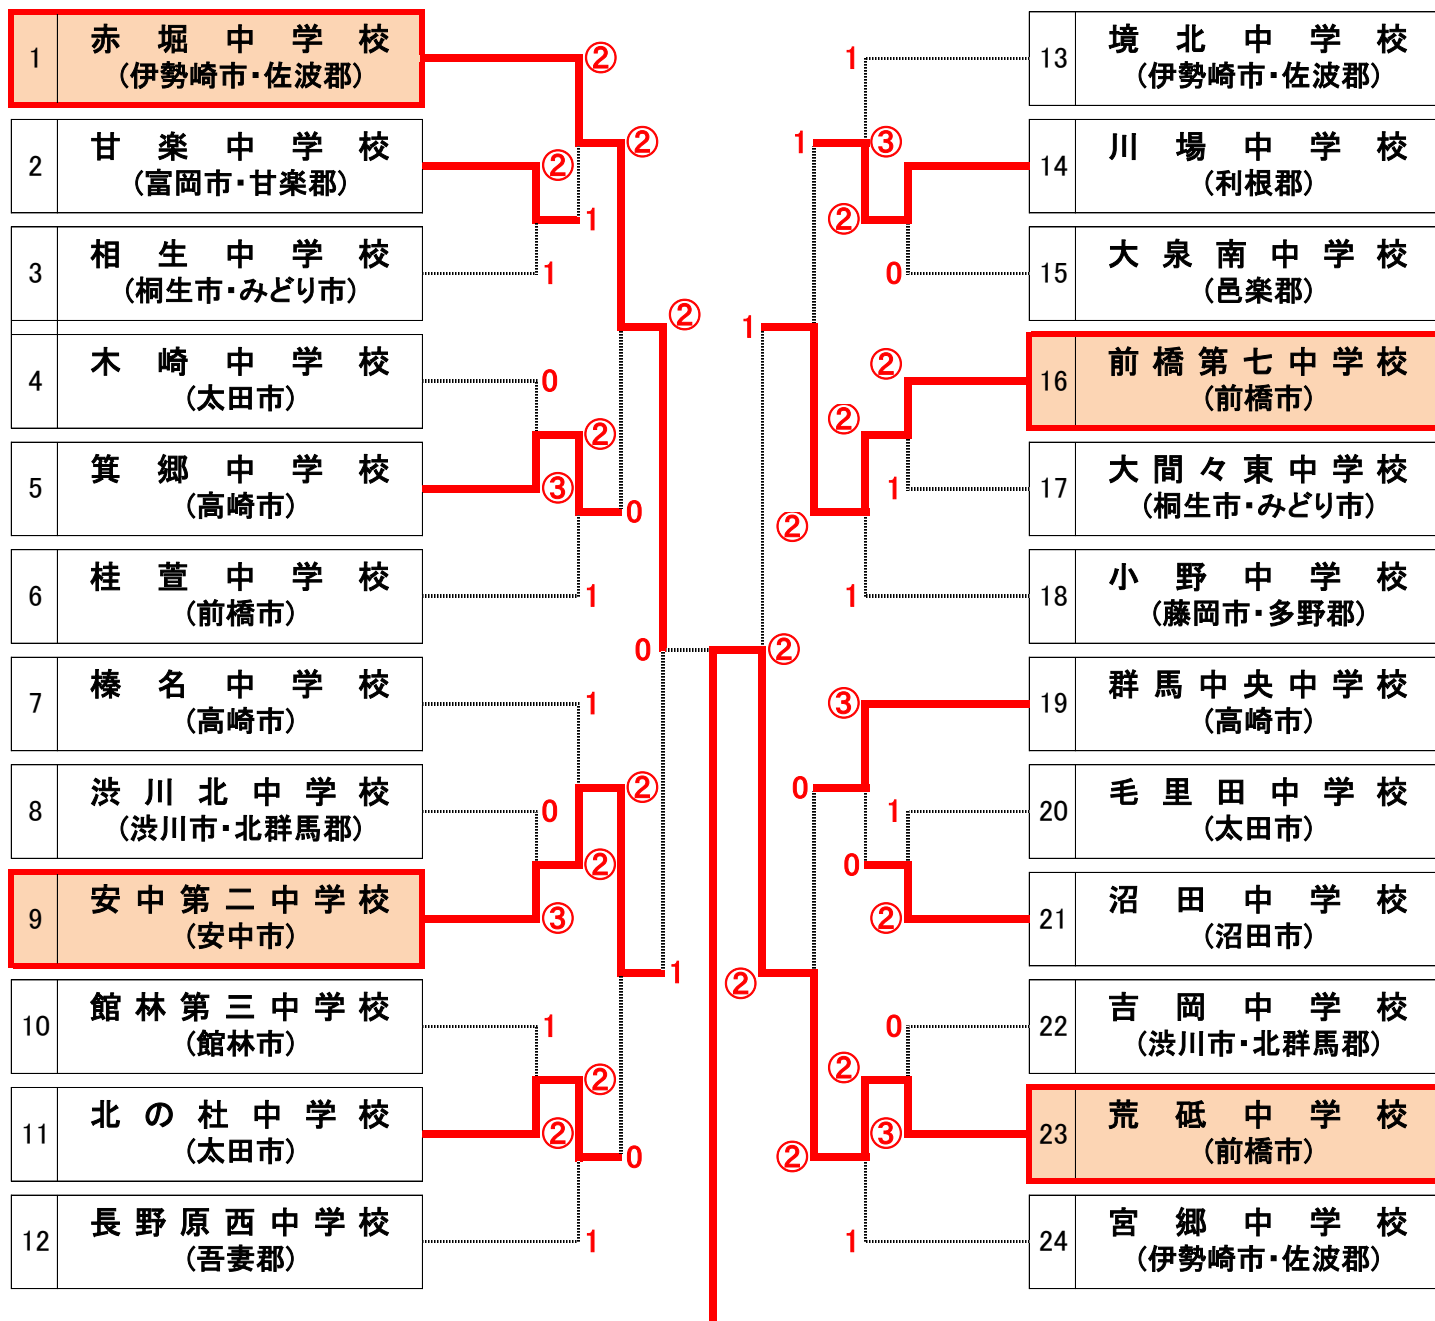 1
赤堀中学校
(伊勢崎市・佐波郡)
2
甘楽中学校
(富岡市・甘楽郡)
3
相生中学校
(桐生市・みどり市)
4
木崎中学校
(太田市)
5
箕郷中学校
(高崎市)
6
桂萱中学校
(前橋市)
7
榛名中学校
(高崎市)
8
渋川北中学校
(渋川市・北群馬郡)
9
安中第二中学校
(安中市)
10
館林第三中学校
(館林市)
11
北の杜中学校
(太田市)
12
長野原西中学校
(吾妻郡)
②
②
②
1
1
②
0
②
③
0
1
0
1
②
0
②
③
1
1
②
②
0
1
1
1
③
②
0
1
②
②
1
②
1
②
③
0
1
0
②
②
0
②
③
②
1
13
境北中学校
(伊勢崎市・佐波郡)
14
川場中学校
(利根郡)
15
大泉南中学校
(邑楽郡)
16
前橋第七中学校
(前橋市)
17
大間々東中学校
(桐生市・みどり市)
18
小野中学校
(藤岡市・多野郡)
19
群馬中央中学校
(高崎市)
20
毛里田中学校
(太田市)
21
沼田中学校
(沼田市)
22
吉岡中学校
(渋川市・北群馬郡)
23
荒砥中学校
(前橋市)
24
宮郷中学校
(伊勢崎市・佐波郡)